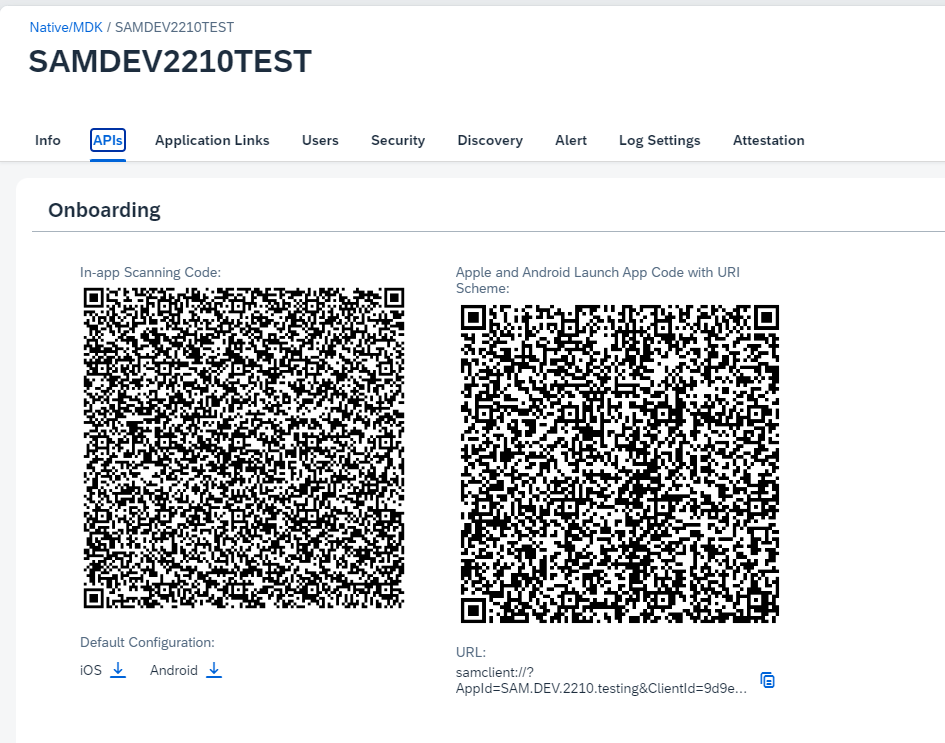 Native/MDK / SAMDEV2210TEST
SAMDEV2210TEST
Info APIs Application Links Users Security Discovery Alert Log Settings Attestation
Onboarding
In-app Scanning Code:
Apple and Android Launch App Code with URI
Scheme:
Default Configuration:
iOS Android
URL:
samclient://?
AppId=SAM.DEV.2210.testing&ClientId=9d9e...